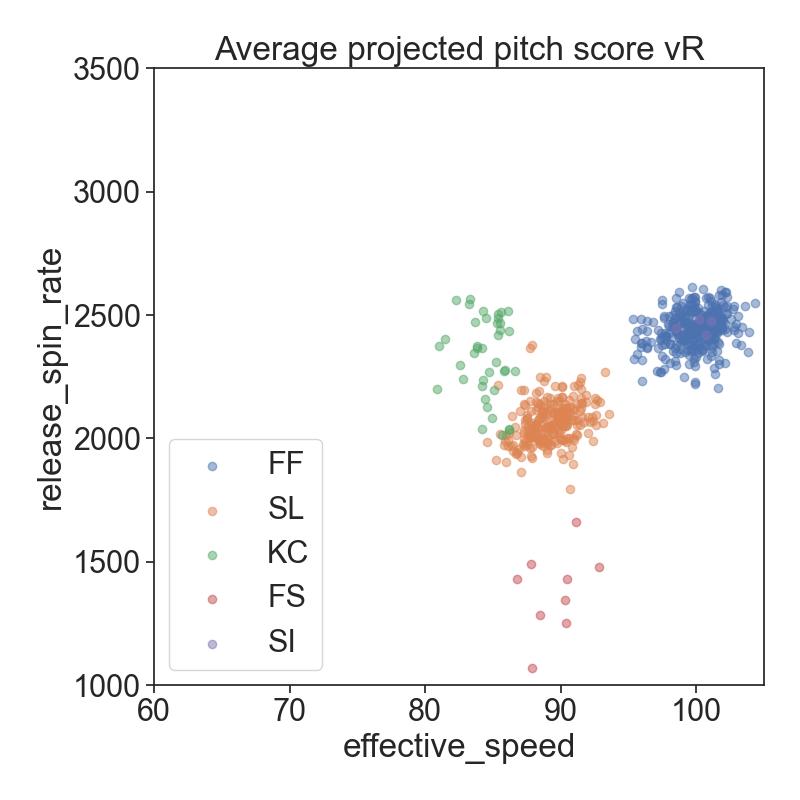 Average projected pitch score vR
3500
3000
2500
2000
1500
1000
release_spin_rate
FF
SL
KC
FS
SI
60 70 80 90 100
effective_speed